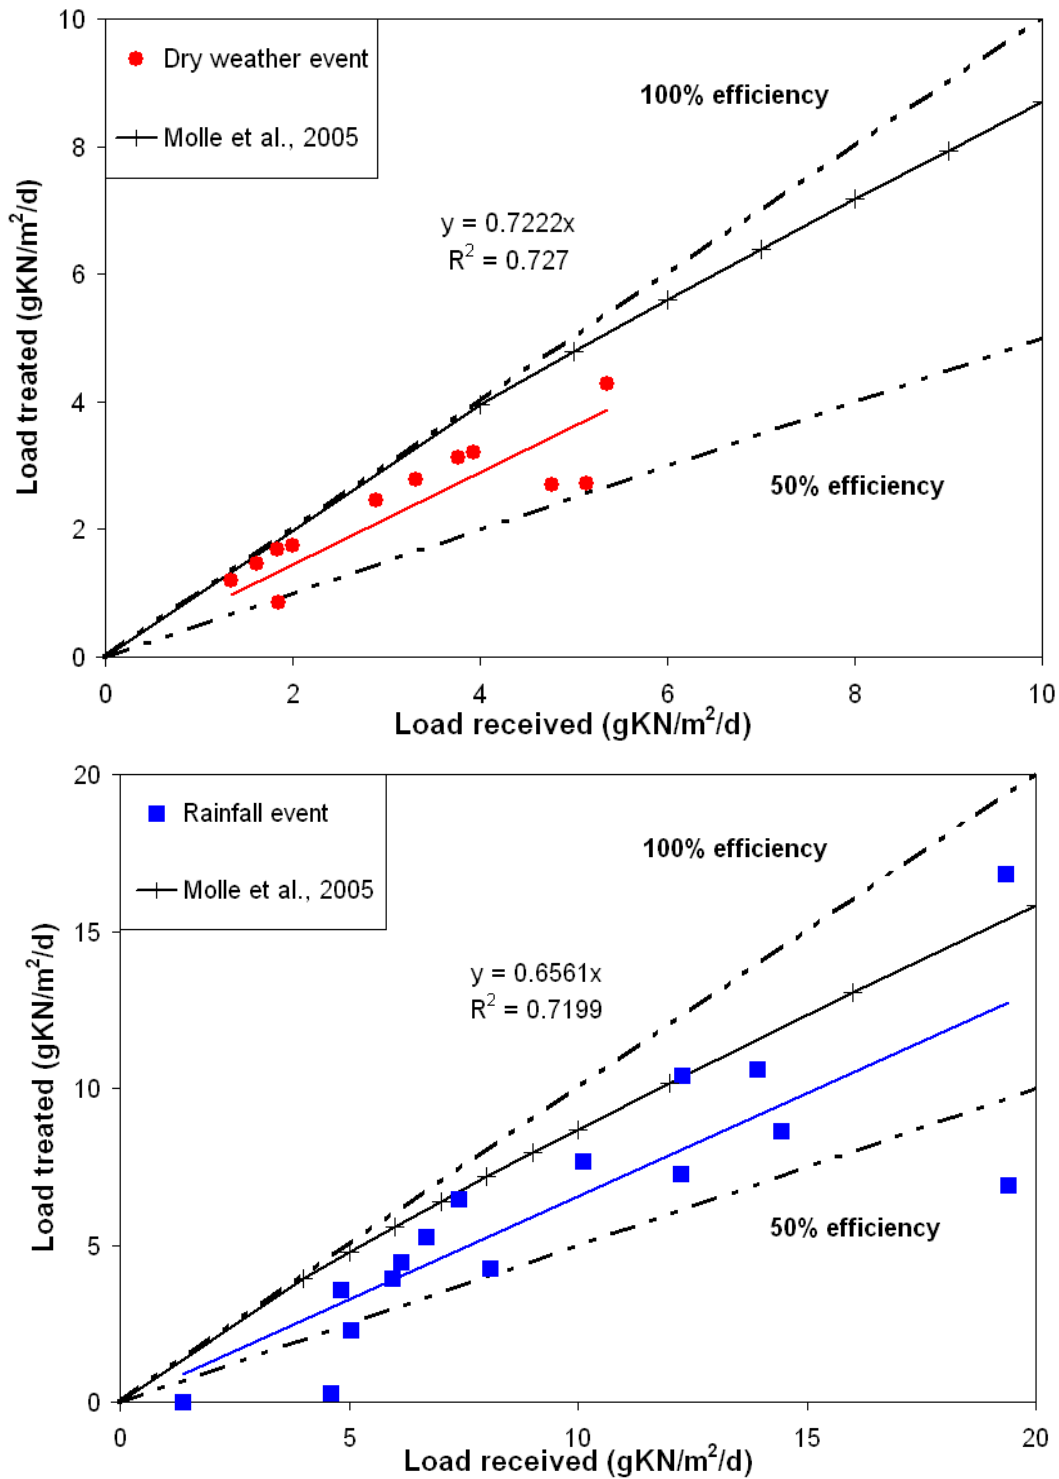 10
8
6
4
2
0
Load treated (gKN/m²/d)
Dry weather event
Molle et al., 2005
100% efficiency
y = 0.7222x
R² = 0.727
50% efficiency
0 2 4 6 8 10
Load received (gKN/m²/d)
20
15
10
5
0
Load treated (gKN/m²/d)
Rainfall event
Molle et al., 2005
100% efficiency
y = 0.6561x
R² = 0.7199
50% efficiency
0 5 10 15 20
Load received (gKN/m²/d)